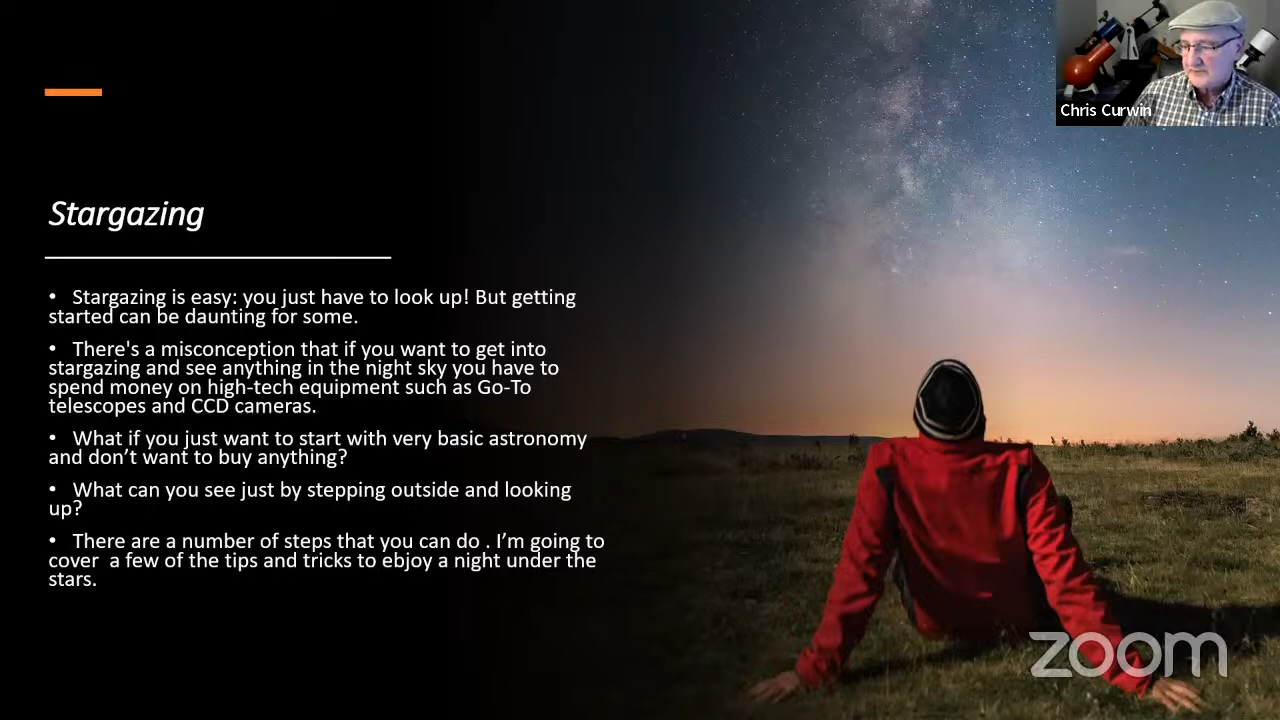 Chris Curwin
Stargazing
• Stargazing is easy: you just have to look up! But getting
started can be daunting for some.
• There's a misconception that if you want to get into
stargazing and see anything in the night sky you have to
spend money on high-tech equipment such as Go-To
telescopes and CCD cameras.
• What if you just want to start with very basic astronomy
and don’t want to buy anything?
• What can you see just by stepping outside and looking
up?
• There are a number of steps that you can do . I’m going to
cover  a few of the tips and tricks to ebjoy a night under the
stars.
zoom